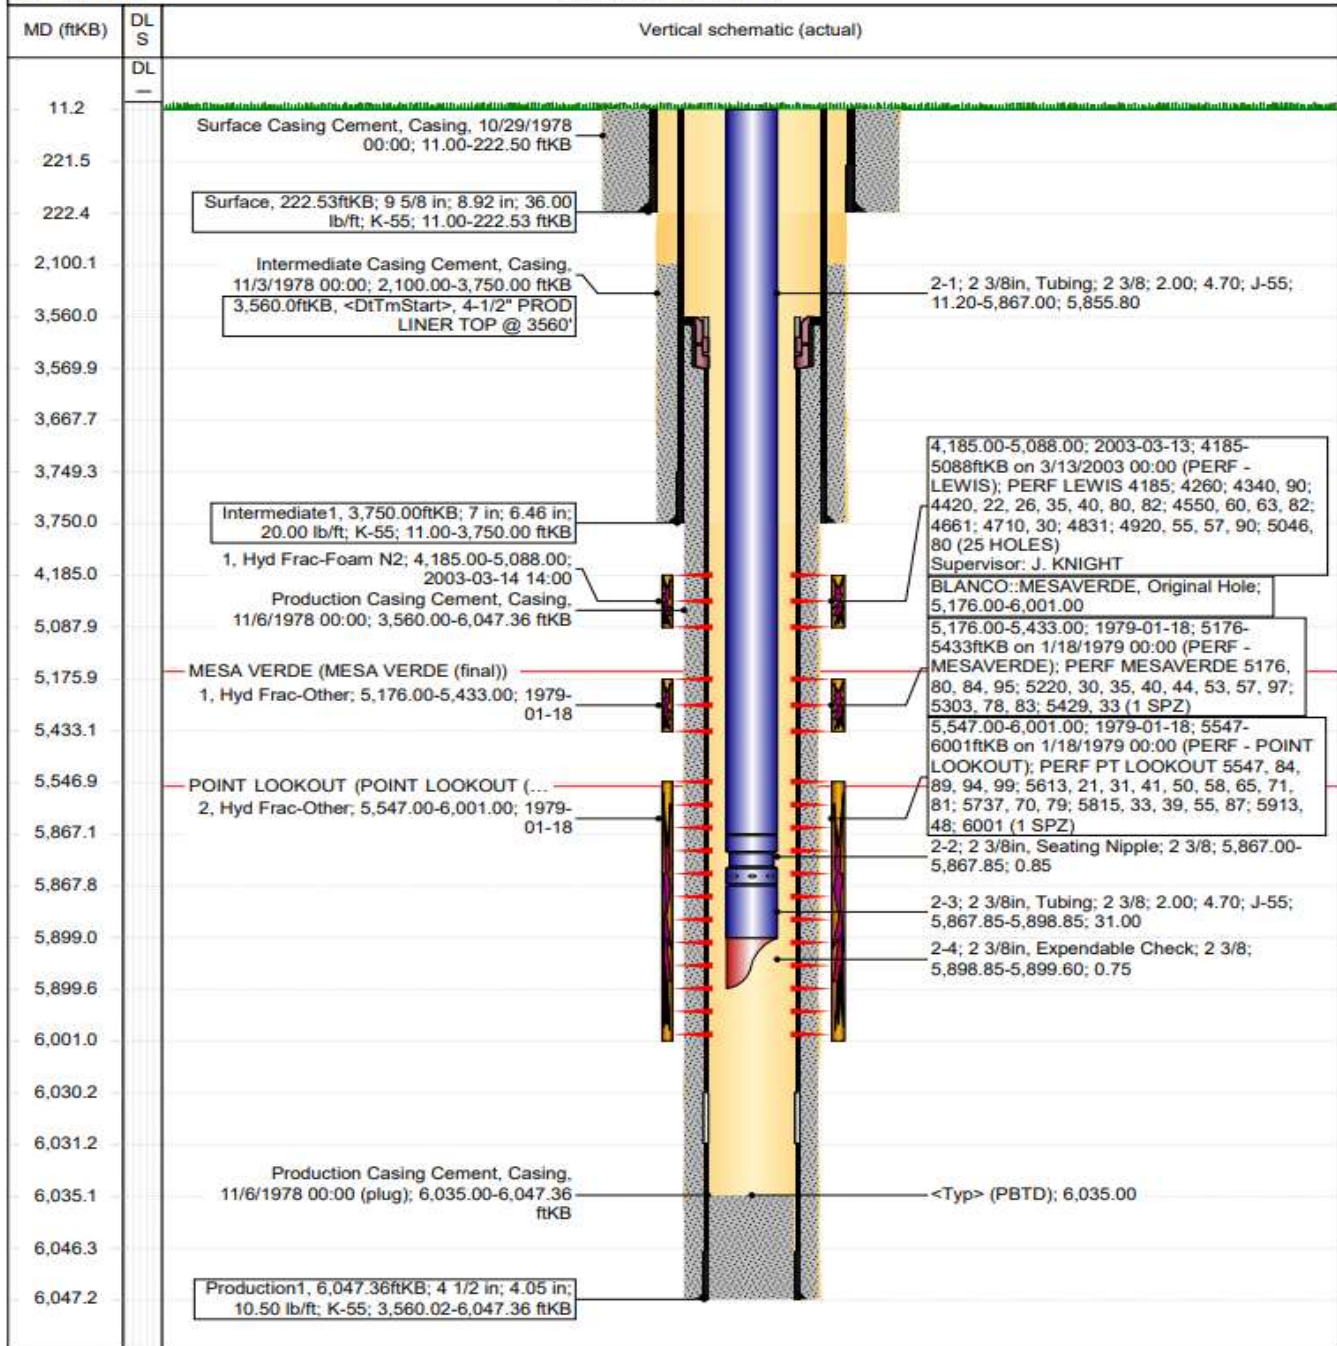 MD (ftKB)
DL
S
Vertical schematic (actual)
DL
—
11.2
221.5
222.4
2,100.1
3,560.0
3,569.9
3,667.7
3,749.3
3,750.0
4,185.0
5,087.9
5,175.9
5,433.1
5,546.9
5,867.1
5,867.8
5,899.0
5,899.6
6,001.0
6,030.2
6,031.2
6,035.1
6,046.3
6,047.2
Surface Casing Cement, Casing, 10/29/1978
00:00; 11.00-222.50 ftKB
Surface, 222.53ftKB; 9 5/8 in; 8.92 in; 36.00
lb/ft; K-55; 11.00-222.53 ftKB
Intermediate Casing Cement, Casing,
11/3/1978 00:00; 2,100.00-3,750.00 ftKB
3,560.0ftKB, <DtTmStart>, 4-1/2" PROD
LINER TOP @ 3560'
Intermediate1, 3,750.00ftKB; 7 in; 6.46 in;
20.00 lb/ft; K-55; 11.00-3,750.00 ftKB
1, Hyd Frac-Foam N2; 4,185.00-5,088.00;
2003-03-14 14:00
Production Casing Cement, Casing,
11/6/1978 00:00; 3,560.00-6,047.36 ftKB
MESA VERDE (MESA VERDE (final))
1, Hyd Frac-Other; 5,176.00-5,433.00; 1979-
01-18
POINT LOOKOUT (POINT LOOKOUT (...
2, Hyd Frac-Other; 5,547.00-6,001.00; 1979-
01-18
Production Casing Cement, Casing,
11/6/1978 00:00 (plug); 6,035.00-6,047.36
ftKB
Production1, 6,047.36ftKB; 4 1/2 in; 4.05 in;
10.50 lb/ft; K-55; 3,560.02-6,047.36 ftKB
2-1; 2 3/8in, Tubing; 2 3/8; 2.00; 4.70; J-55;
11.20-5,867.00; 5,855.80
4,185.00-5,088.00; 2003-03-13; 4185-
5088ftKB on 3/13/2003 00:00 (PERF -
LEWIS); PERF LEWIS 4185; 4260; 4340, 90;
4420, 22, 26, 35, 40, 80, 82; 4550, 60, 63, 82;
4661; 4710, 30; 4831; 4920, 55, 57, 90; 5046,
80 (25 HOLES)
Supervisor: J. KNIGHT
BLANCO::MESAVERDE, Original Hole;
5,176.00-6,001.00
5,176.00-5,433.00; 1979-01-18; 5176-
5433ftKB on 1/18/1979 00:00 (PERF -
MESAVERDE); PERF MESAVERDE 5176,
80, 84, 95; 5220, 30, 35, 40, 44, 53, 57, 97;
5303, 78, 83; 5429, 33 (1 SPZ)
5,547.00-6,001.00; 1979-01-18; 5547-
6001ftKB on 1/18/1979 00:00 (PERF - POINT
LOOKOUT); PERF PT LOOKOUT 5547, 84,
89, 94, 99; 5613, 21, 31, 41, 50, 58, 65, 71,
81; 5737, 70, 79; 5815, 33, 39, 55, 87; 5913,
48; 6001 (1 SPZ)
2-2; 2 3/8in, Seating Nipple; 2 3/8; 5,867.00-
5,867.85; 0.85
2-3; 2 3/8in, Tubing; 2 3/8; 2.00; 4.70; J-55;
5,867.85-5,898.85; 31.00
2-4; 2 3/8in, Expendable Check; 2 3/8;
5,898.85-5,899.60; 0.75
<Typ> (PBTD); 6,035.00